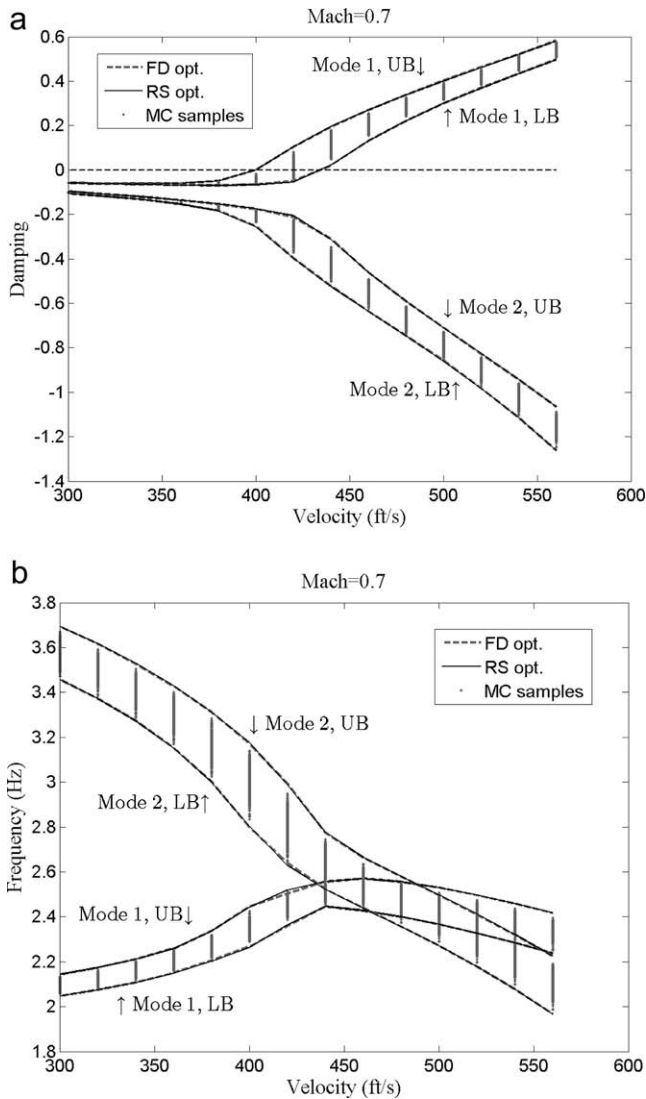 a
Mach=0.7
0.6
0.4
0.2
0
-0.2
-0.4
-0.6
-0.8
-1
-1.2
-1.4
Damping
FD opt.
RS opt.
MC samples
Mode 1, UB↓
↑ Mode 1, LB
↓ Mode 2, UB
Mode 2, LB↑
300 350 400 450 500 550 600
Velocity (ft/s)
b
Mach=0.7
3.8
3.6
3.4
3.2
3
2.8
2.6
2.4
2.2
2
1.8
Frequency (Hz)
FD opt.
RS opt.
MC samples
↓ Mode 2, UB
Mode 2, LB↑
Mode 1, UB↓
↑ Mode 1, LB
300 350 400 450 500 550 600
Velocity (ft/s)